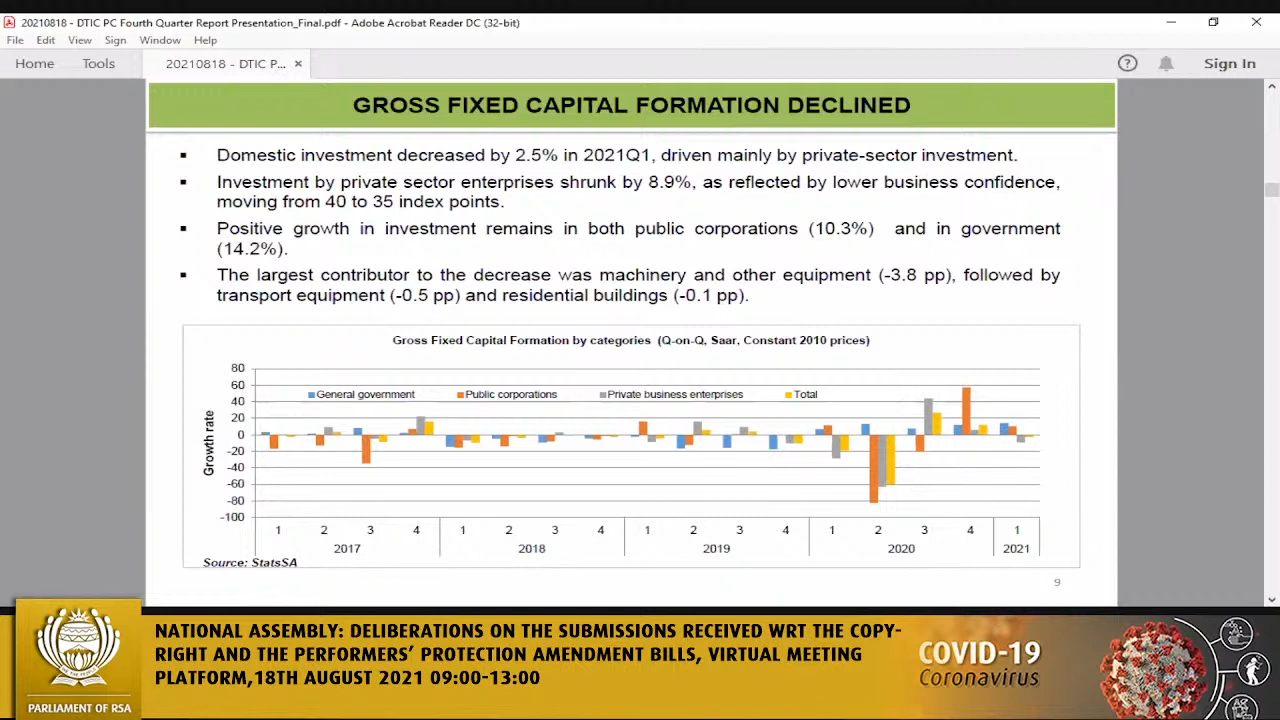 20210818 - DTIC PC Fourth Quarter Report Presentation_Final.pdf - Adobe Acrobat Reader DC (32-bit)
File Edit View Sign Window Help
Home Tools 20210818 - DTIC P... × Sign In
GROSS FIXED CAPITAL FORMATION DECLINED
▪ Domestic investment decreased by 2.5% in 2021Q1, driven mainly by private-sector investment.
▪ Investment by private sector enterprises shrunk by 8.9%, as reflected by lower business confidence,
moving from 40 to 35 index points.
▪ Positive growth in investment remains in both public corporations (10.3%) and in government
(14.2%).
▪ The largest contributor to the decrease was machinery and other equipment (-3.8 pp), followed by
transport equipment (-0.5 pp) and residential buildings (-0.1 pp).
Gross Fixed Capital Formation by categories (Q-on-Q, Saar, Constant 2010 prices)
General government Public corporations Private business enterprises Total
Growth rate
80
60
40
20
0
-20
-40
-60
-80
-100
1 2 3 4 1 2 3 4 1 2 3 4 1 2 3 4 1
2017 2018 2019 2020 2021
Source: StatsSA
9
NATIONAL ASSEMBLY: DELIBERATIONS ON THE SUBMISSIONS RECEIVED WRT THE COPY-
RIGHT AND THE PERFORMERS' PROTECTION AMENDMENT BILLS, VIRTUAL MEETING
PLATFORM,18TH AUGUST 2021 09:00-13:00
PARLIAMENT OF RSA
COVID-19
Coronavirus